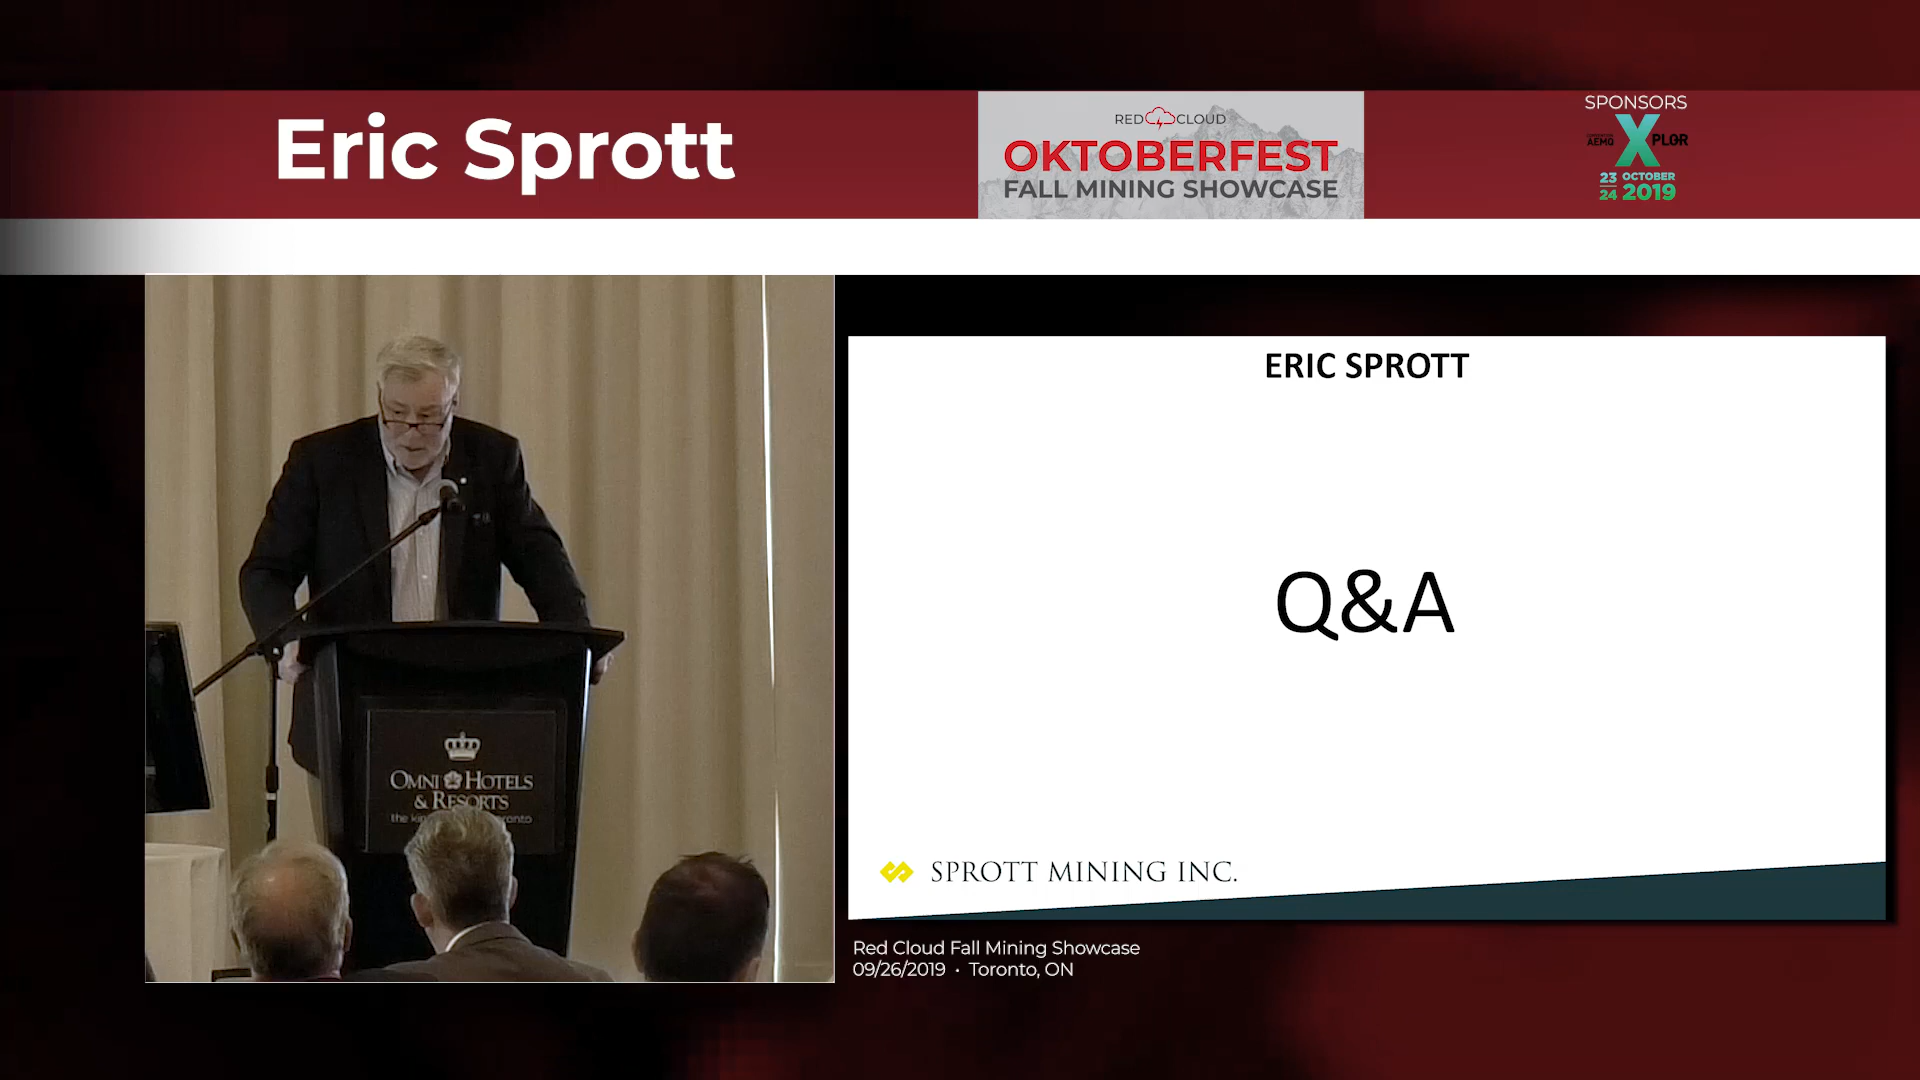 Eric Sprott
RED CLOUD
OKTOBERFEST
FALL MINING SHOWCASE
SPONSORS
AEMQ
XPLOR
23 OCTOBER
24 2019
ERIC SPROTT
Q&A
OMNI HOTELS
& RESORTS
the
SPROTT MINING INC.
Red Cloud Fall Mining Showcase
09/26/2019 · Toronto, ON